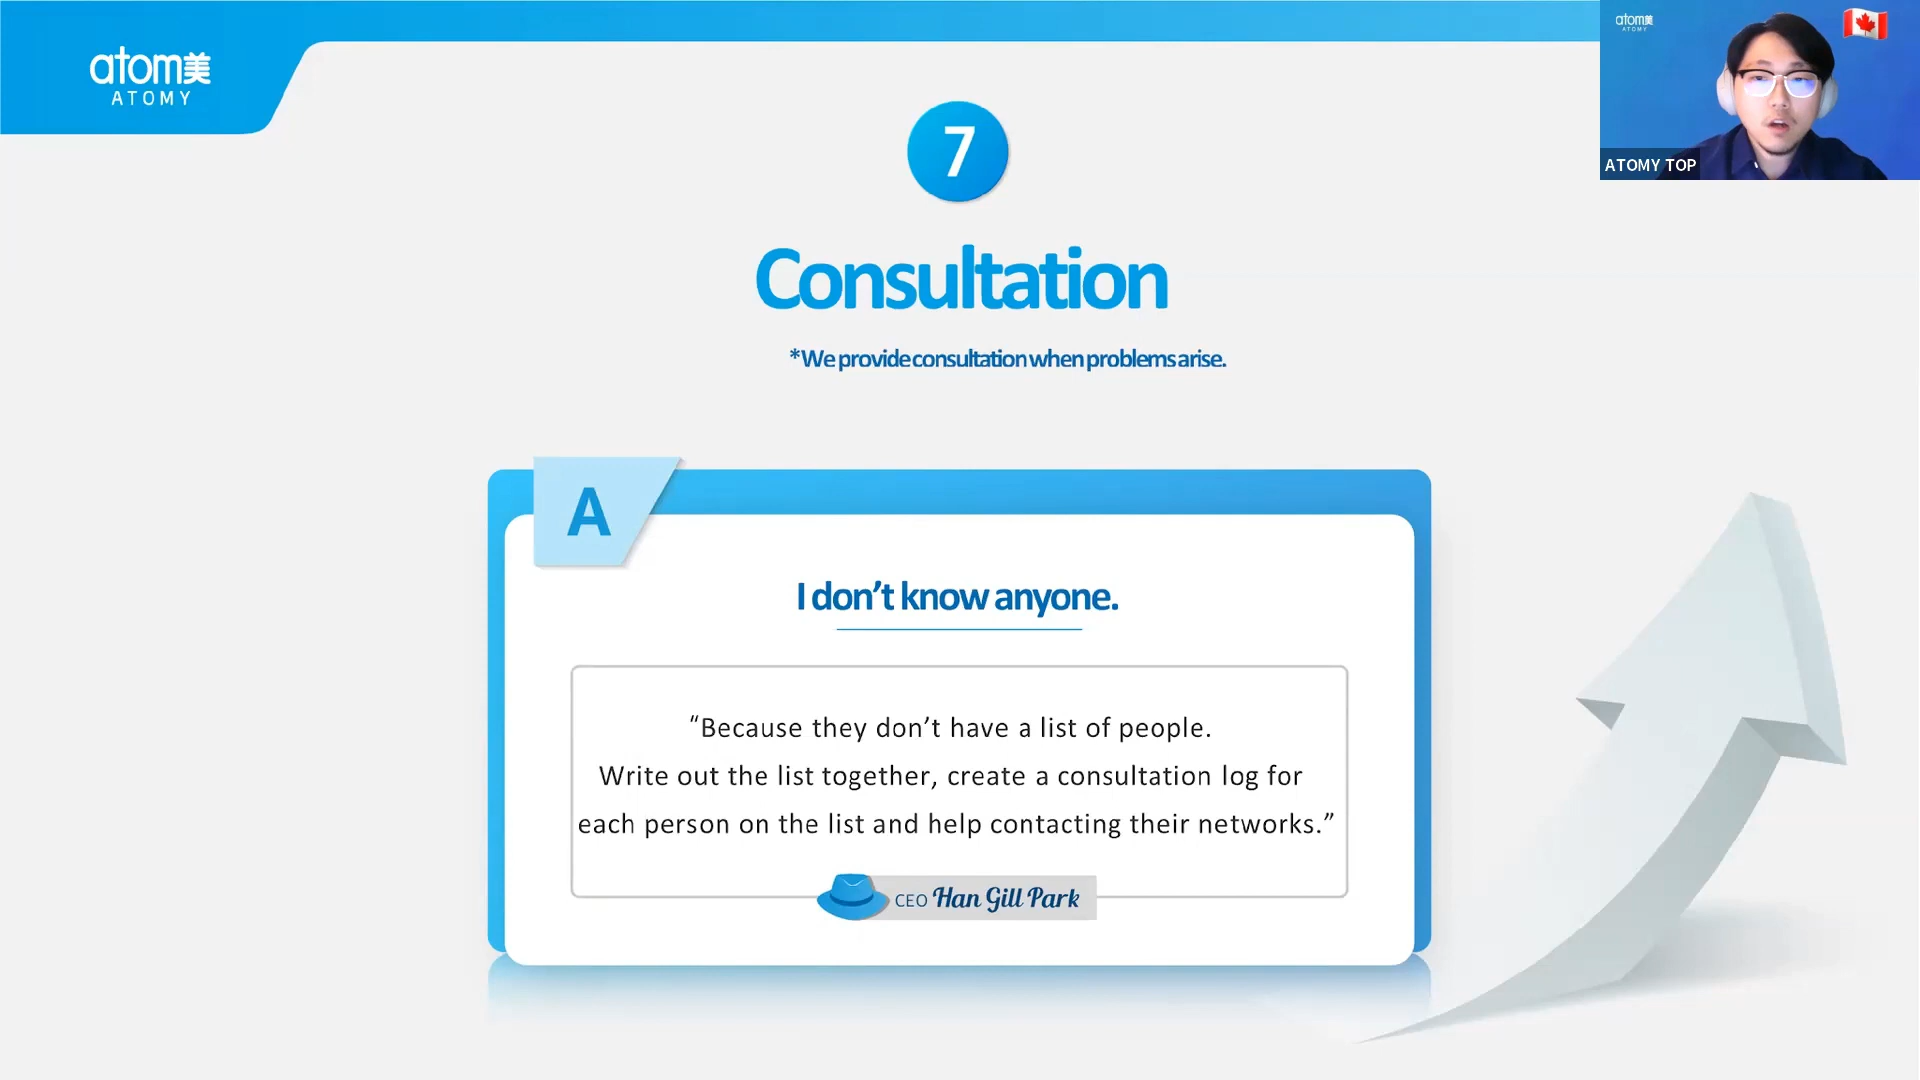 atom美
ATOMY
atom美
ATOMY
ATOMY TOP
7
Consultation
*We provide consultation when problems arise.
A
I don’t know anyone.
“Because they don’t have a list of people.
Write out the list together, create a consultation log for
each person on the list and help contacting their networks.”
CEO Han Gill Park